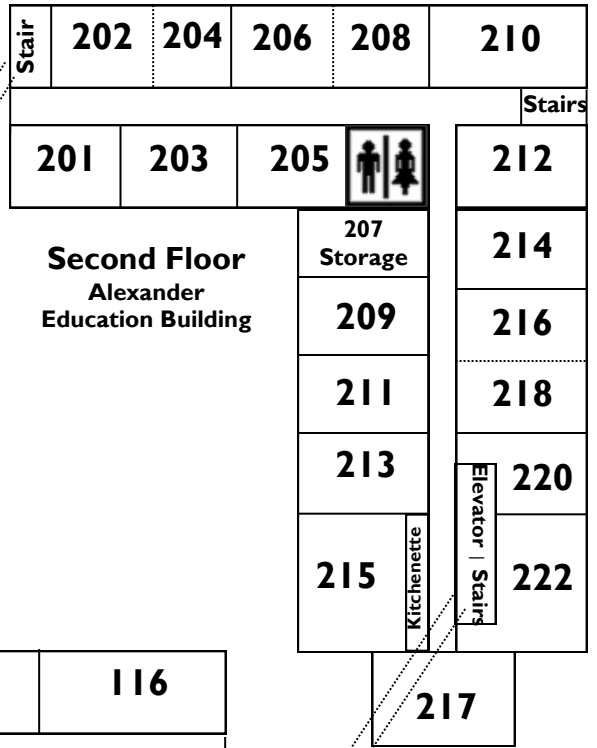 Stair
202
204
206
208
210
Stairs
201
203
205
212
207
Storage
214
Second Floor
Alexander
Education Building
209
216
211
218
213
220
Elevator | Stairs
215
Kitchenette
222
116
217